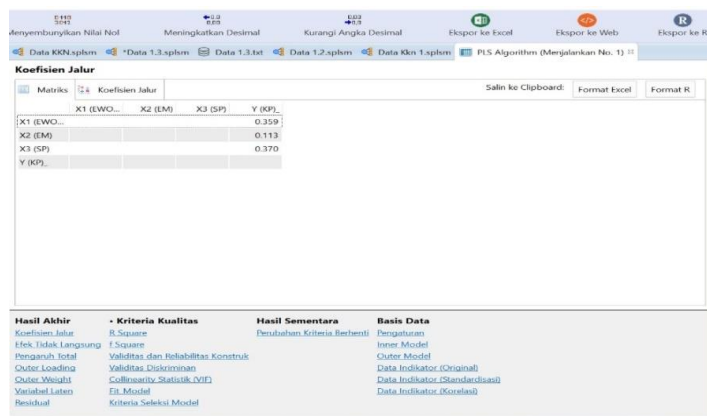 Menyembunyikan Nilai Nol Meningkatkan Desimal Kurangi Angka Desimal Ekspor ke Excel Ekspor ke Web Ekspor ke R
Data KKN.splsm *Data 1.3.splsm Data 1.3.txt Data 1.2.splsm Data Kkn 1.splsm PLS Algorithm (Menjalankan No. 1)
Koefisien Jalur
Matriks Koefisien Jalur Salin ke Clipboard: Format Excel Format R
X1 (EWO... X2 (EM) X3 (SP) Y (KP)_
X1 (EWO... 0.359
X2 (EM) 0.113
X3 (SP) 0.370
Y (KP)_
Hasil Akhir • Kriteria Kualitas Hasil Sementara Basis Data
Koefisien Jalur R Square Perubahan Kriteria Berhenti Pengaturan
Efek Tidak Langsung f Square Inner Model
Pengaruh Total Validitas dan Reliabilitas Konstruk Outer Model
Outer Loading Validitas Diskriminan Data Indikator (Original)
Outer Weight Collinearity Statistik (VIF) Data Indikator (Standardisasi)
Variabel Laten Fit Model Data Indikator (Korelasi)
Residual Kriteria Seleksi Model